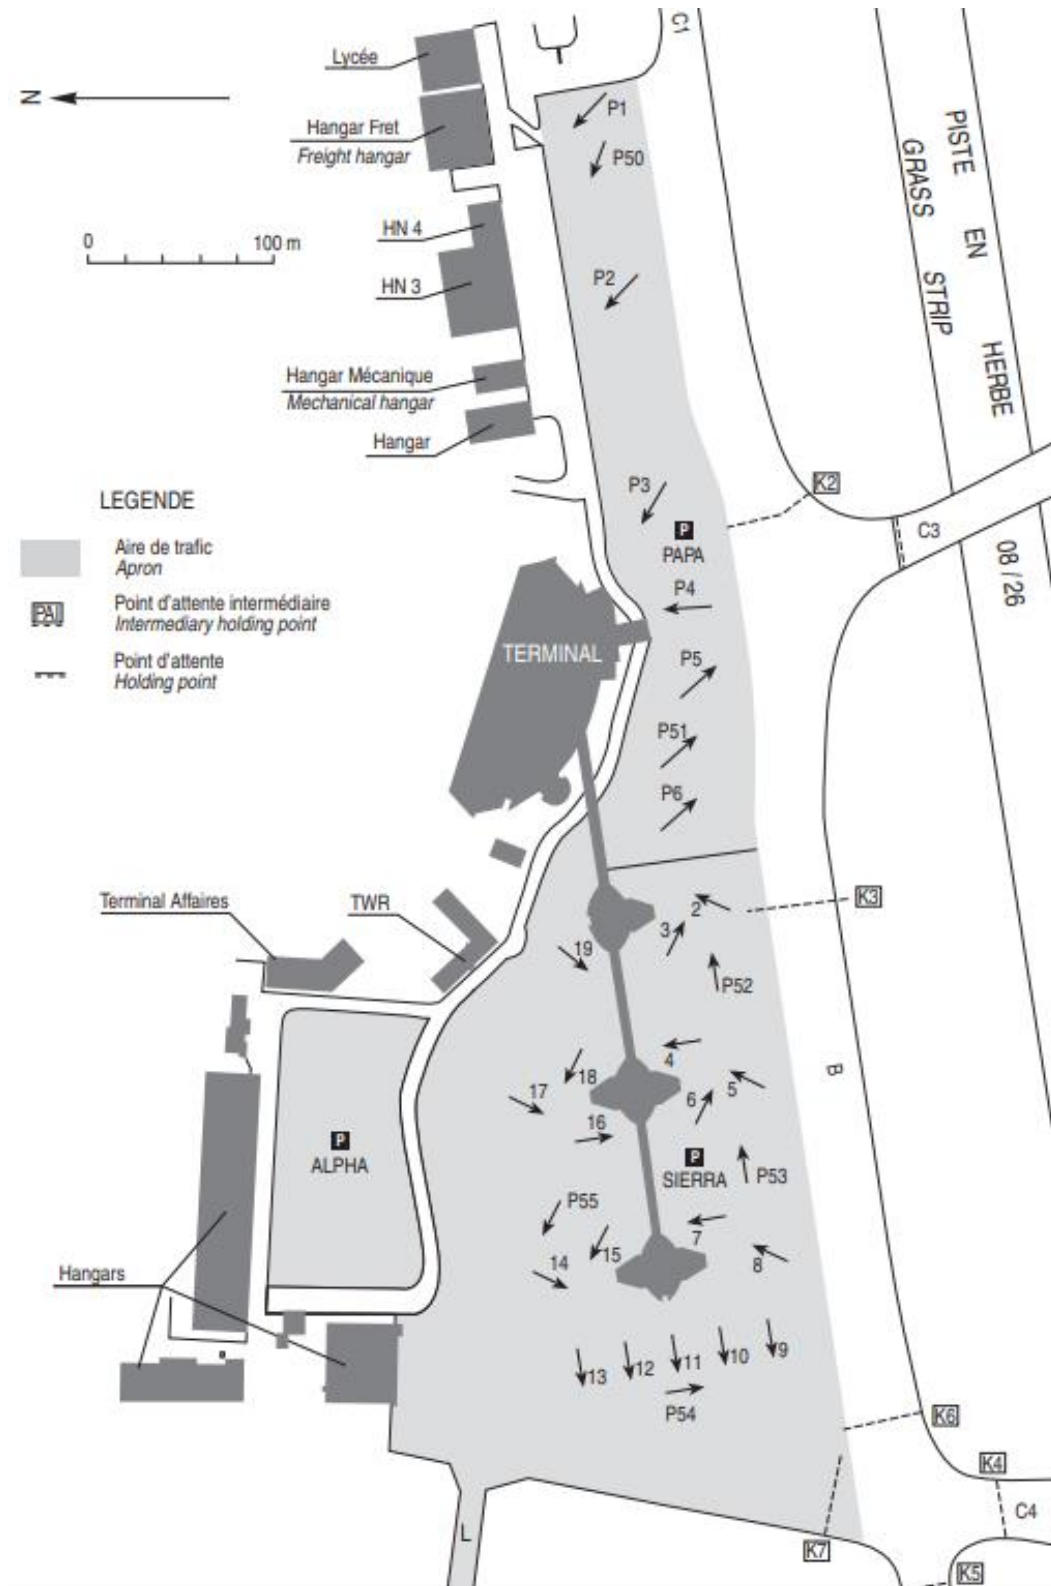 C1
Lycée
N
P1
PISTE EN HERBE
GRASS STRIP
Hangar Fret
Freight hangar
P50
HN 4
0 100 m
P2
HN 3
Hangar Mécanique
Mechanical hangar
Hangar
P3
K2
LEGENDE
P
C3
PAPA
08 / 26
Aire de trafic
Apron
P4
PA1
Point d'attente intermédiaire
Intermediary holding point
TERMINAL
Point d'attente
Holding point
P5
P51
P6
Terminal Affaires
TWR
K3
2
3
19
P52
4
B
18
17
5
6
16
P
ALPHA
P
SIERRA
P53
P55
7
15
14
8
Hangars
9
10
11
12
13
P54
K6
K4
C4
L
K7
K5